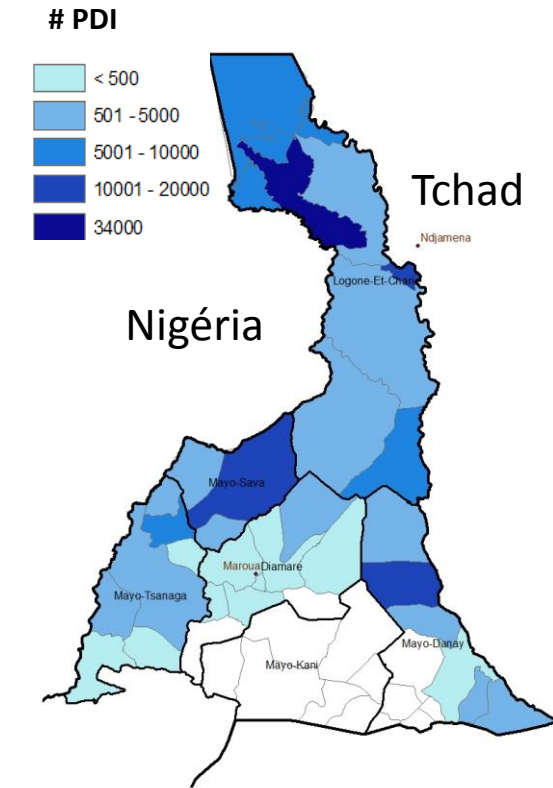 # PDI
< 500
501 - 5000
5001 - 10000
10001 - 20000
34000
Tchad
Ndjamena
Logone-Et-Chari
Nigéria
Mayo-Sava
Maroua Diamaré
Mayo-Tsanaga
Mayo-Danay
Mayo-Kani